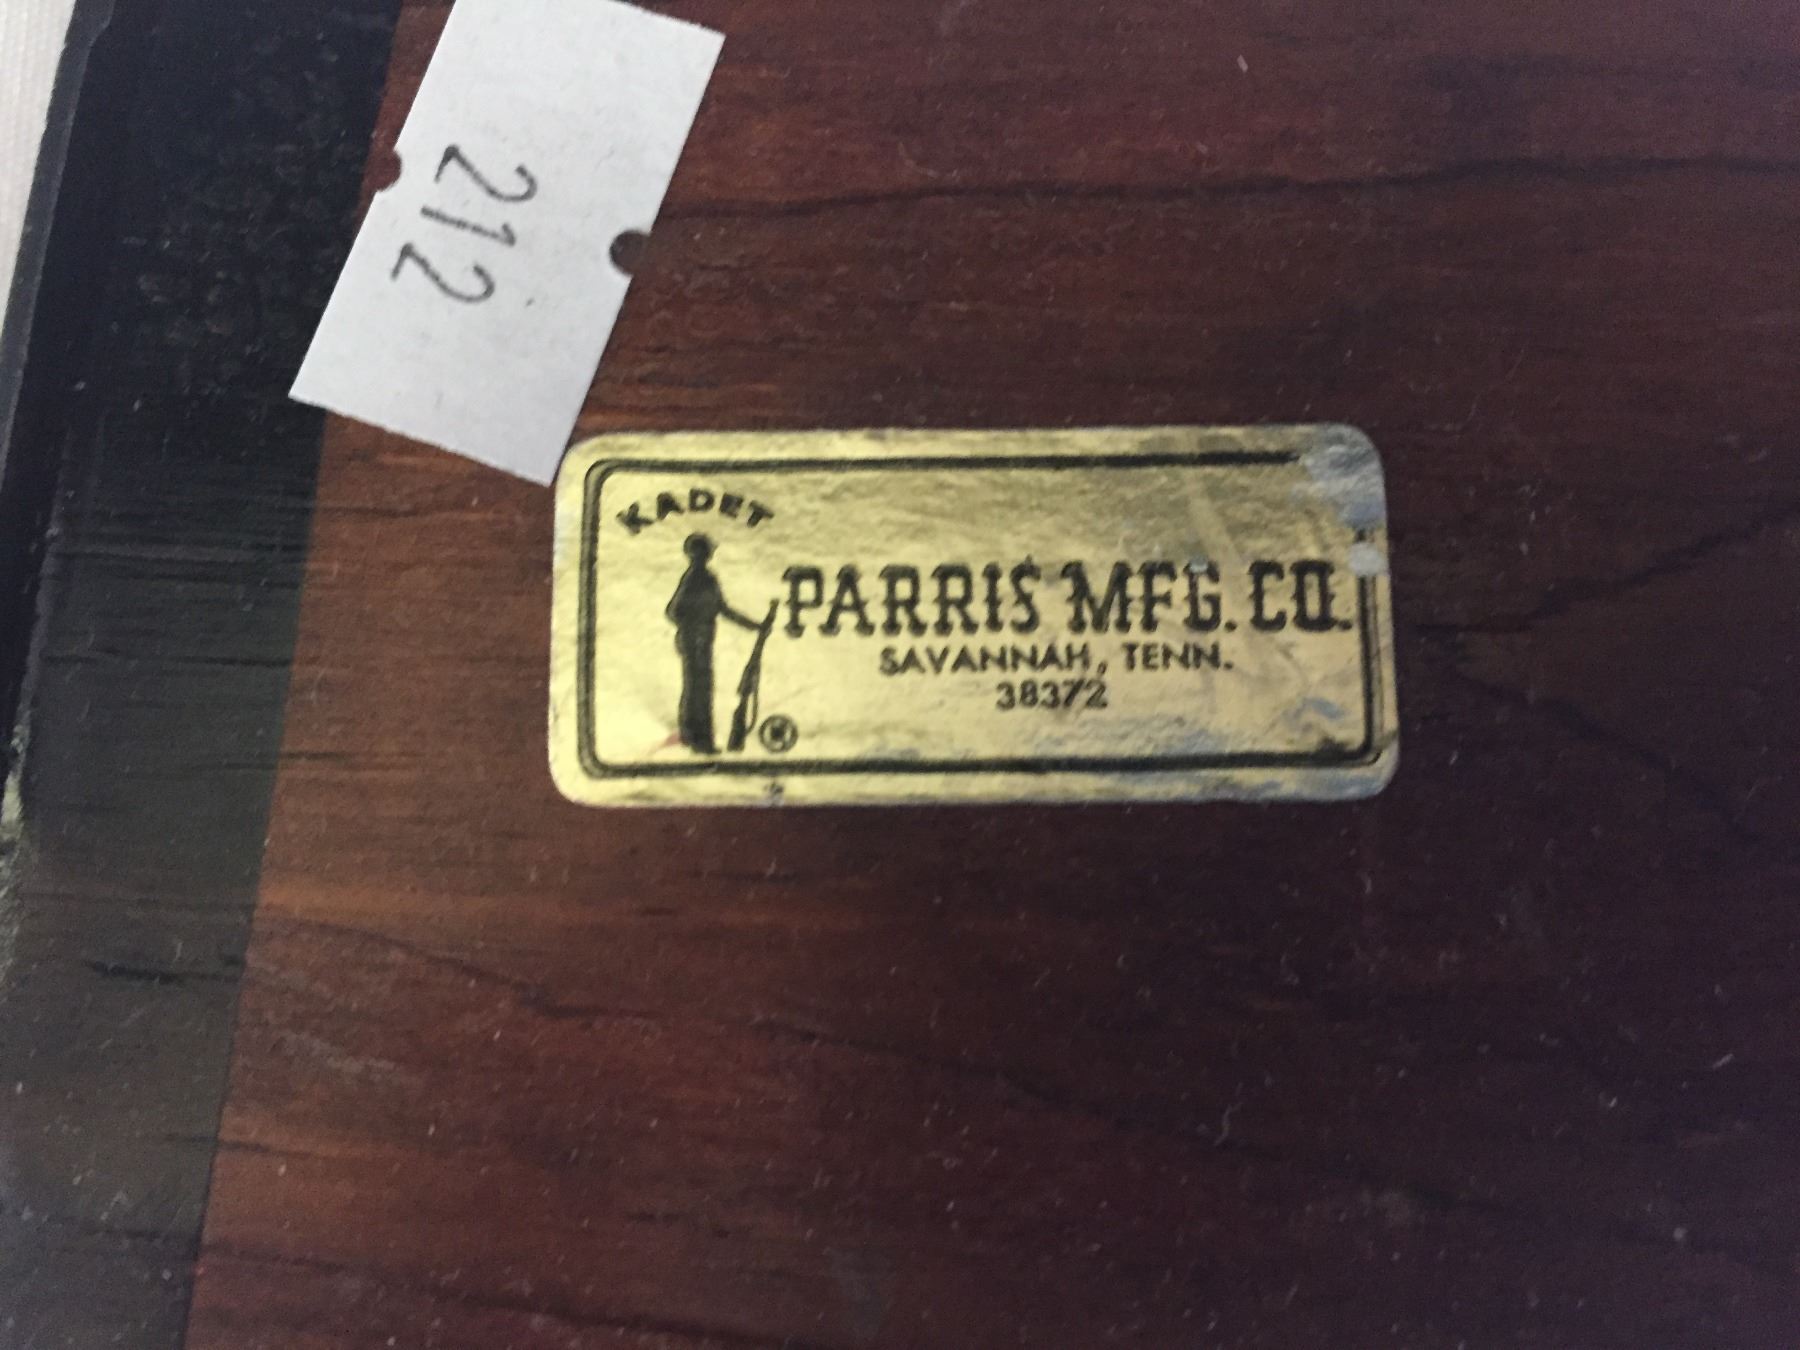 212
KADET
PARRIS MFG. CO.
SAVANNAH, TENN.
38372